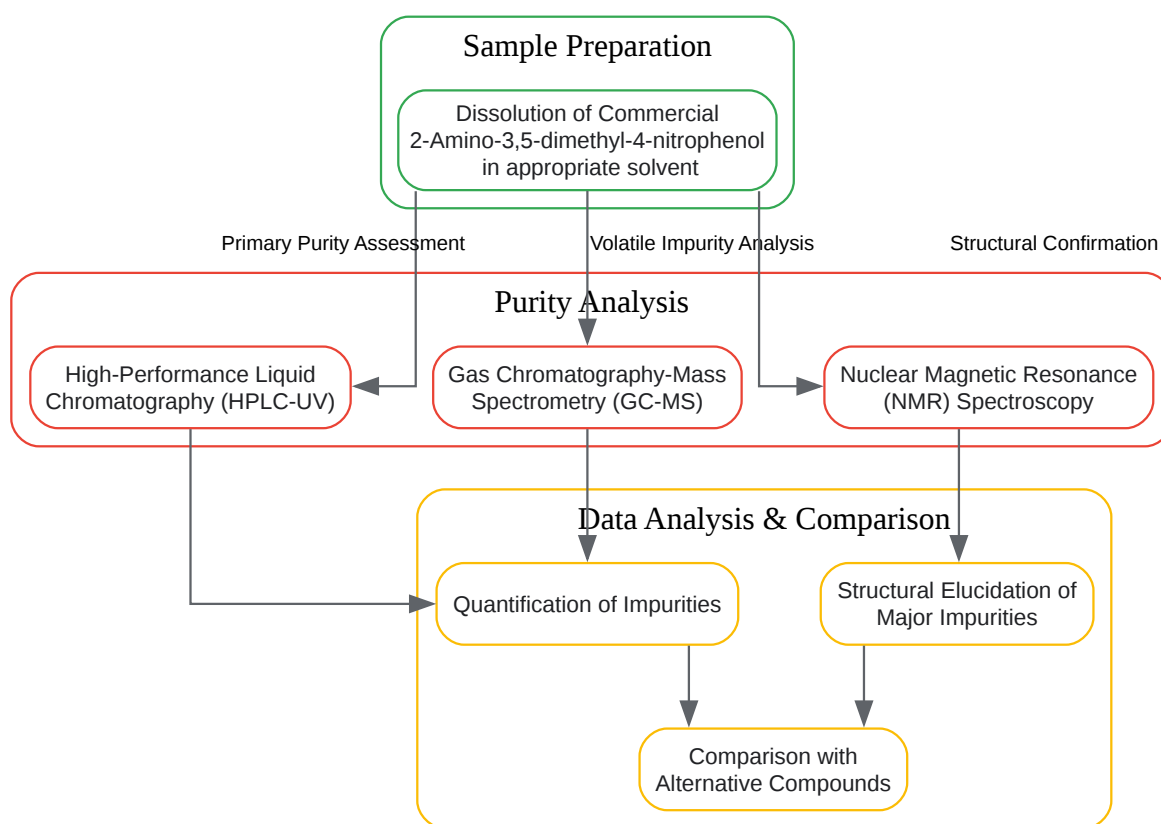 Sample Preparation
Dissolution of Commercial
2-Amino-3,5-dimethyl-4-nitrophenol
in appropriate solvent
Primary Purity Assessment
Volatile Impurity Analysis
Structural Confirmation
Purity Analysis
High-Performance Liquid
Chromatography (HPLC-UV)
Gas Chromatography-Mass
Spectrometry (GC-MS)
Nuclear Magnetic Resonance
(NMR) Spectroscopy
Data Analysis & Comparison
Quantification of Impurities
Structural Elucidation of
Major Impurities
Comparison with
Alternative Compounds